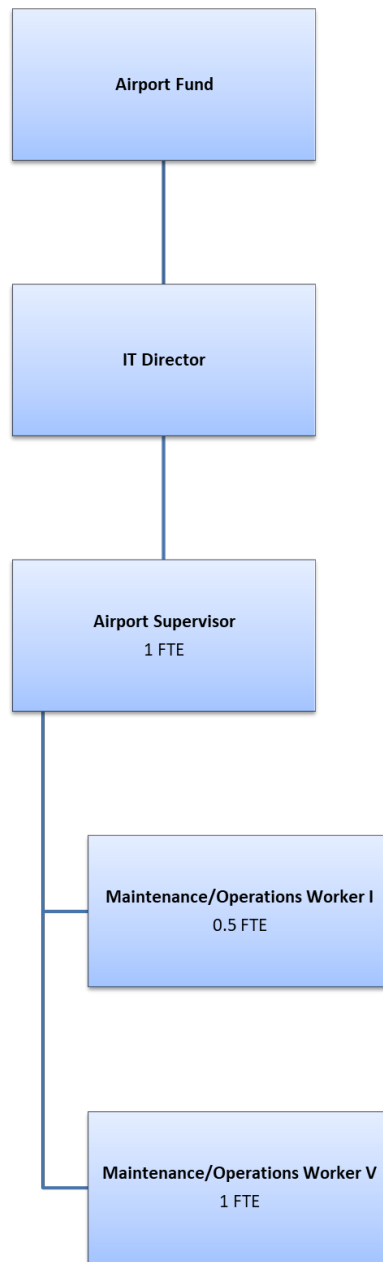 Airport Fund
IT Director
Airport Supervisor
1 FTE
Maintenance/Operations Worker I
0.5 FTE
Maintenance/Operations Worker V
1 FTE